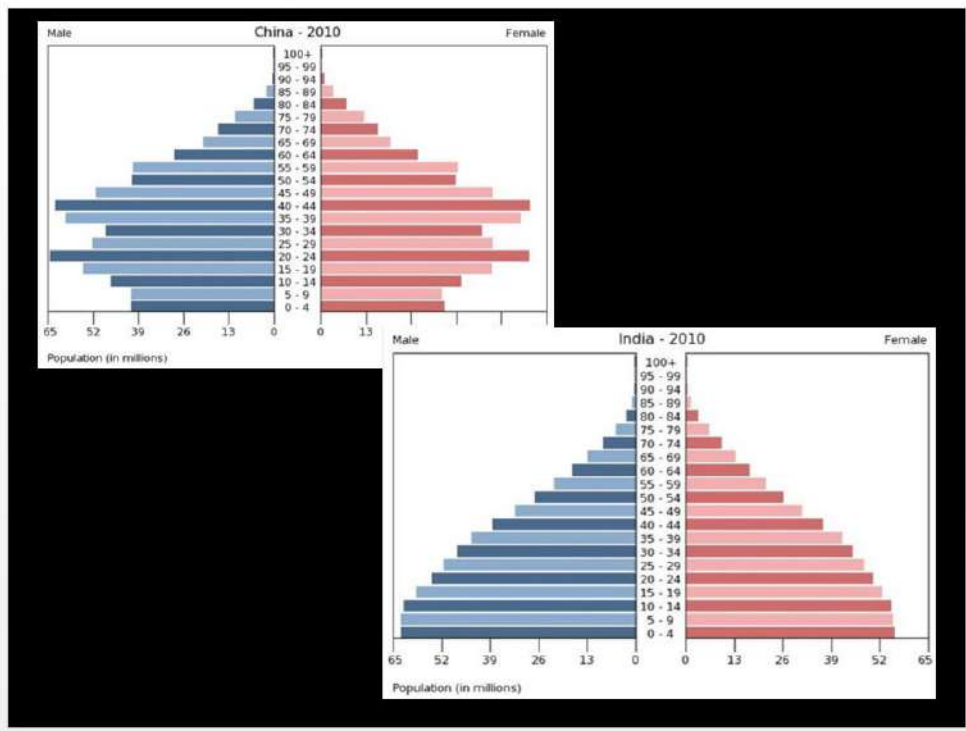 Male China - 2010 Female
100+
95 - 99
90 - 94
85 - 89
80 - 84
75 - 79
70 - 74
65 - 69
60 - 64
55 - 59
50 - 54
45 - 49
40 - 44
35 - 39
30 - 34
25 - 29
20 - 24
15 - 19
10 - 14
5 - 9
0 - 4
65 52 39 26 13 0 0 13
Population (in millions)
Male India - 2010 Female
100+
95 - 99
90 - 94
85 - 89
80 - 84
75 - 79
70 - 74
65 - 69
60 - 64
55 - 59
50 - 54
45 - 49
40 - 44
35 - 39
30 - 34
25 - 29
20 - 24
15 - 19
10 - 14
5 - 9
0 - 4
65 52 39 26 13 0 0 13 26 39 52 65
Population (in millions)